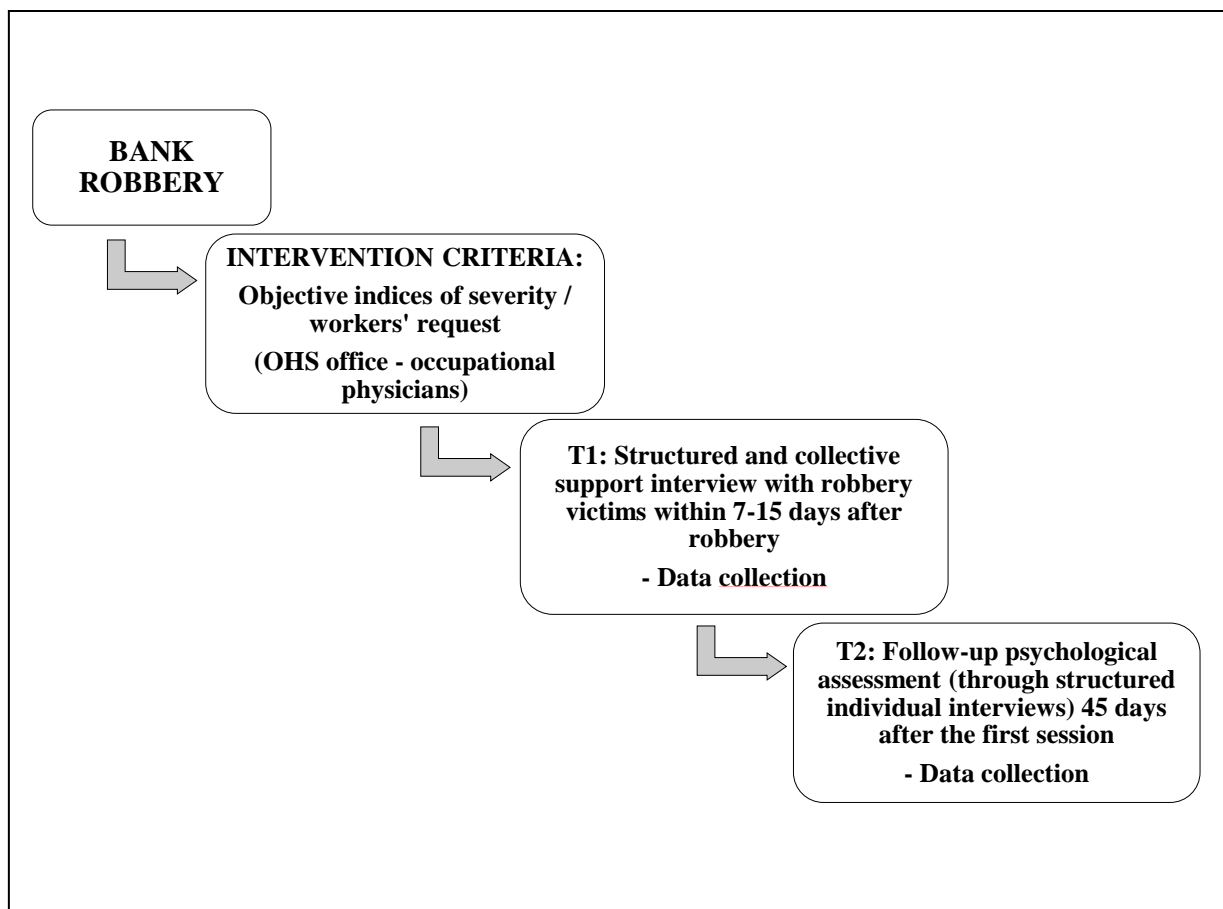 BANK
ROBBERY
INTERVENTION CRITERIA:
Objective indices of severity /
workers' request
(OHS office - occupational
physicians)
T1: Structured and collective
support interview with robbery
victims within 7-15 days after
robbery
- Data collection
T2: Follow-up psychological
assessment (through structured
individual interviews) 45 days
after the first session
- Data collection